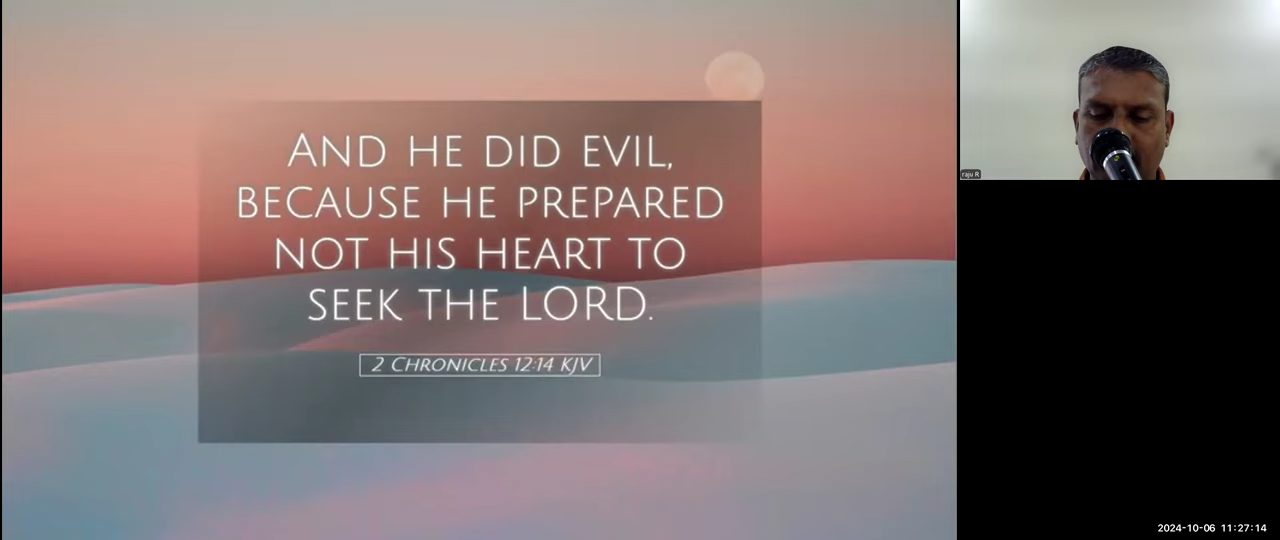 AND HE DID EVIL,
BECAUSE HE PREPARED
NOT HIS HEART TO
SEEK THE LORD.
2 CHRONICLES 12:14 KJV
raju R
2024-10-06 11:27:14